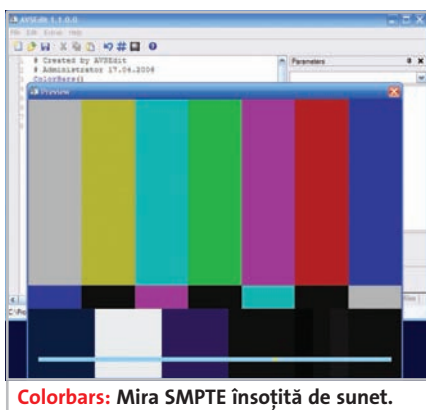 AVSEdit 1.1.0.0
File Edit Extras Help
# Created by AVSEdit
# Administrator 17.06.2006
ColorBars()
Parameters
Preview
Colorbars: Mira SMPTE însoțită de sunet.